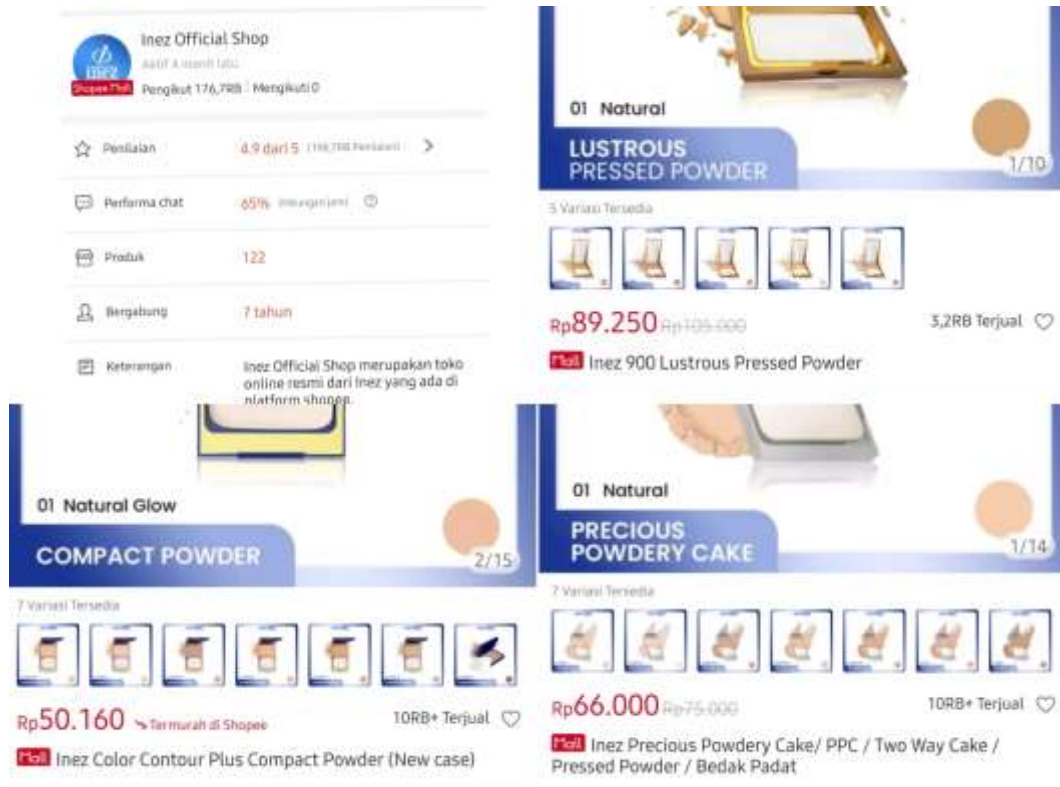 Inez Official Shop
Aktif 4 menit lalu
INEZ
Shopee Mall
Pengikut 176,7RB Mengikuti 0
Penilaian 4.9 dari 5 Penilaian)
Performa chat 65%
Produk 122
Bergabung 7 tahun
Keterangan Inez Official Shop merupakan toko
online resmi dari Inez yang ada di
platform shopee.
01 Natural
LUSTROUS
PRESSED POWDER
1/10
5 Variasi Tersedia
Rp89.250 Rp105.000 3,2RB Terjual
Mall Inez 900 Lustrous Pressed Powder
01 Natural Glow
COMPACT POWDER
2/15
7 Variasi Tersedia
Rp50.160 Termurah di Shopee 10RB+ Terjual
Mall Inez Color Contour Plus Compact Powder (New case)
01 Natural
PRECIOUS
POWDERY CAKE
1/14
7 Variasi Tersedia
Rp66.000 Rp75.000 10RB+ Terjual
Mall Inez Precious Powdery Cake/ PPC / Two Way Cake /
Pressed Powder / Bedak Padat